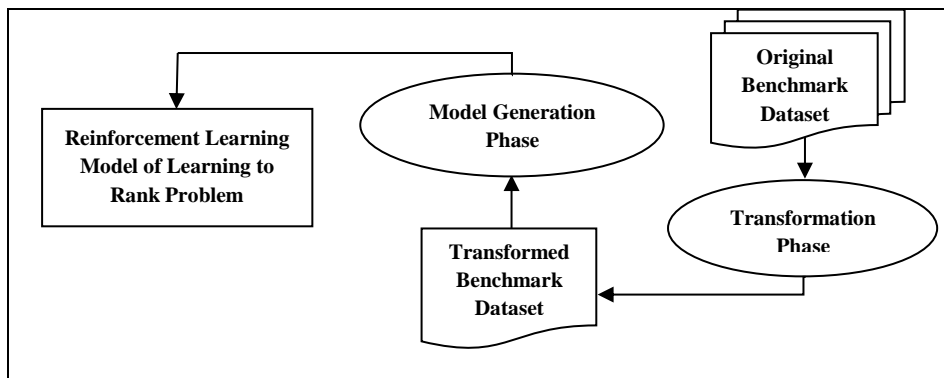 Original
Benchmark
Dataset
Model Generation
Phase
Reinforcement Learning
Model of Learning to
Rank Problem
Transformation
Phase
Transformed
Benchmark
Dataset